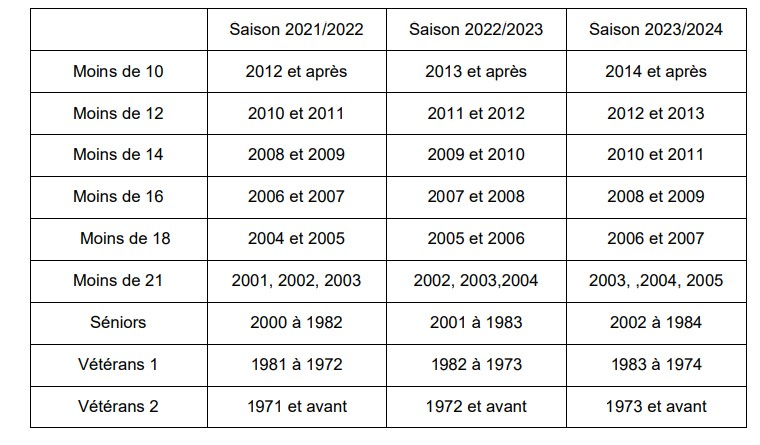 Saison 2021/2022 Saison 2022/2023 Saison 2023/2024
Moins de 10 2012 et après 2013 et après 2014 et après
Moins de 12 2010 et 2011 2011 et 2012 2012 et 2013
Moins de 14 2008 et 2009 2009 et 2010 2010 et 2011
Moins de 16 2006 et 2007 2007 et 2008 2008 et 2009
Moins de 18 2004 et 2005 2005 et 2006 2006 et 2007
Moins de 21 2001, 2002, 2003 2002, 2003,2004 2003, ,2004, 2005
Séniors 2000 à 1982 2001 à 1983 2002 à 1984
Vétérans 1 1981 à 1972 1982 à 1973 1983 à 1974
Vétérans 2 1971 et avant 1972 et avant 1973 et avant